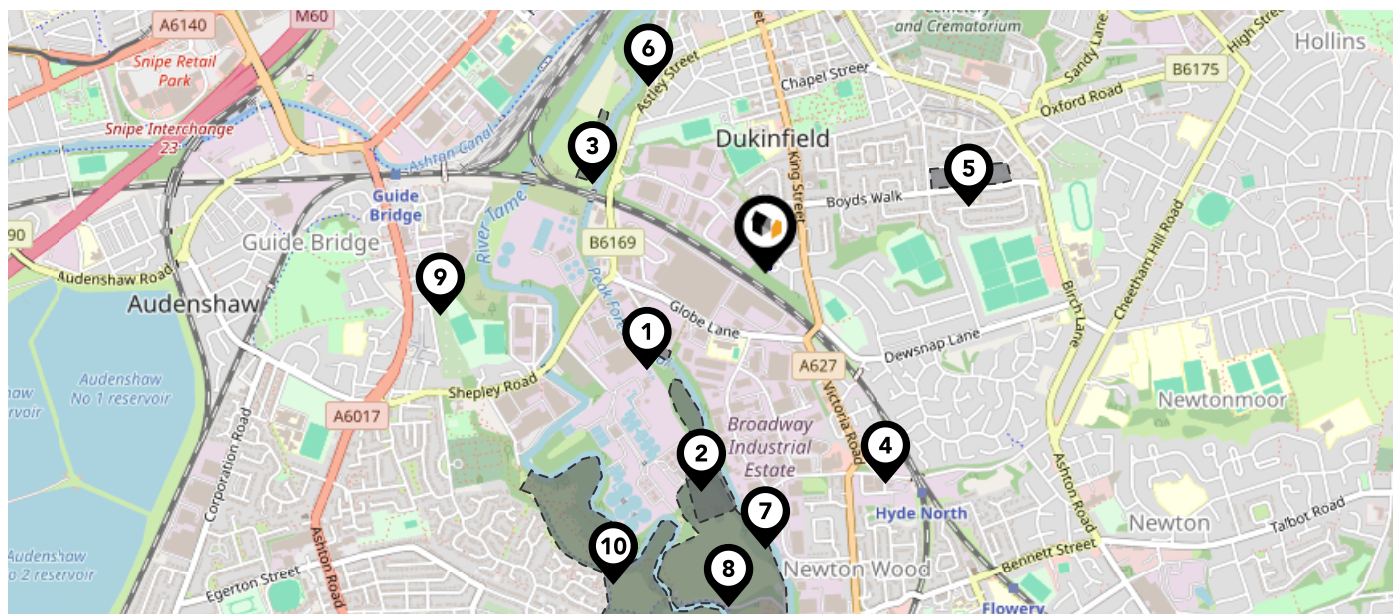 A6140
M60
Cemetery
and Crematorium
High Street
Hollins
Snipe Retail
Park
6
Astley Street
Chapel Street
Sandy Lane
B6175
Oxford Road
Snipe Interchange
23
Ashton Canal
3
Dukinfield
King Street
5
Guide
Bridge
River Tame
Boyds Walk
90
Guide Bridge
B6169
Cheetham Hill Road
Audenshaw Road
9
Peak Fore
Audenshaw
Globe Lane
Birch Lane
1
Dewsnap Lane
A627
Audenshaw
No 1 reservoir
Shepley Road
Victoria Road
Newtonmoor
A6017
Corporation Road
Broadway
Industrial
Estate
2
4
Ashton Road
Hyde North
Newton
Talbot Road
7
10
8
Newton Wood
Bennett Street
Audenshaw
o 2 reservoir
Egerton Street
Ashton Road
Flowery